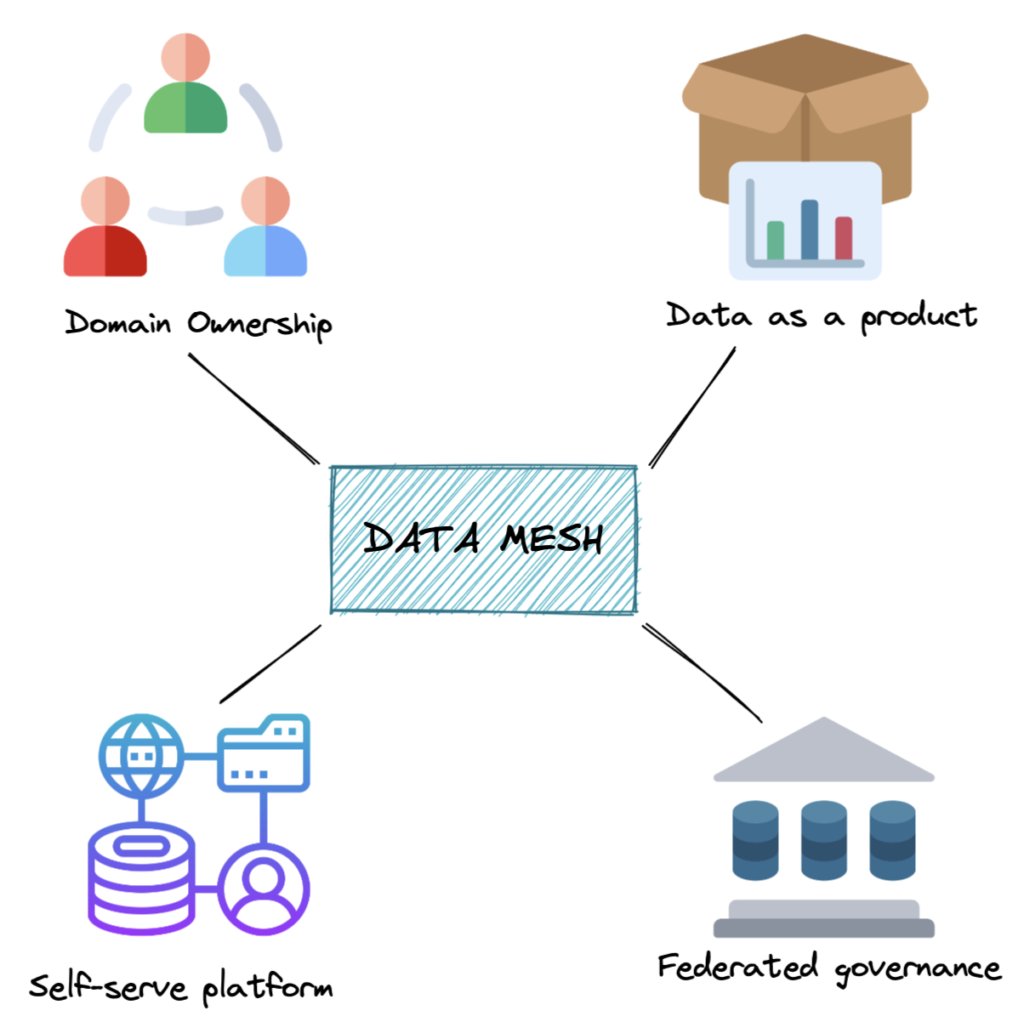 Domain Ownership
Data as a product
DATA MESH
Self-serve platform
Federated governance